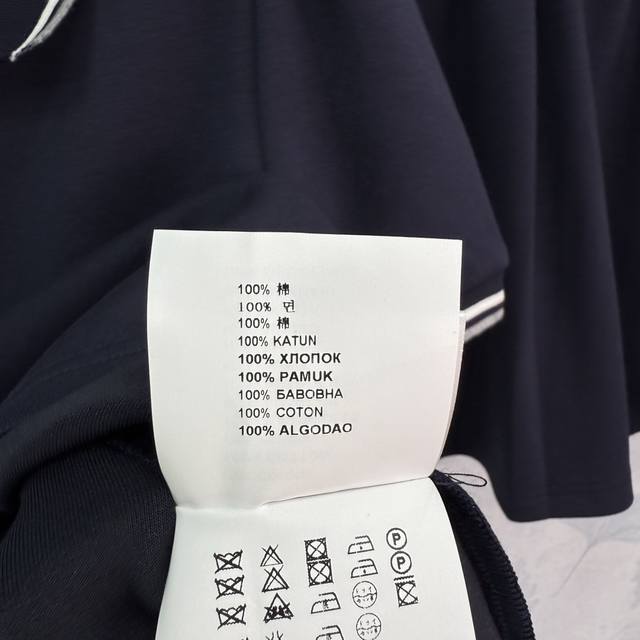 100% 棉
100% 면
100% 棉
100% KATUN
100% ХЛОПОК
100% PAMUK
100% БАВОВНА
100% COTON
100% ALGODAO
P
P